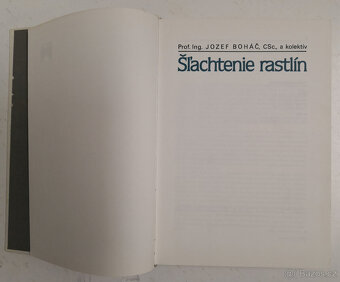 Prof. Ing. JOZEF BOHÁČ, CSc., a kolektív
Šľachtenie rastlín